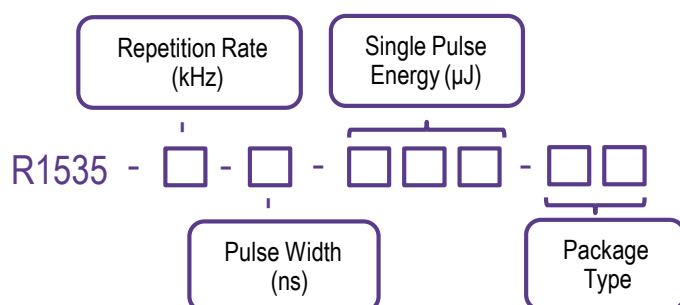 Repetition Rate
(kHz)
Single Pulse
Energy (µJ)
R1535 - - - -
Pulse Width
(ns)
Package
Type